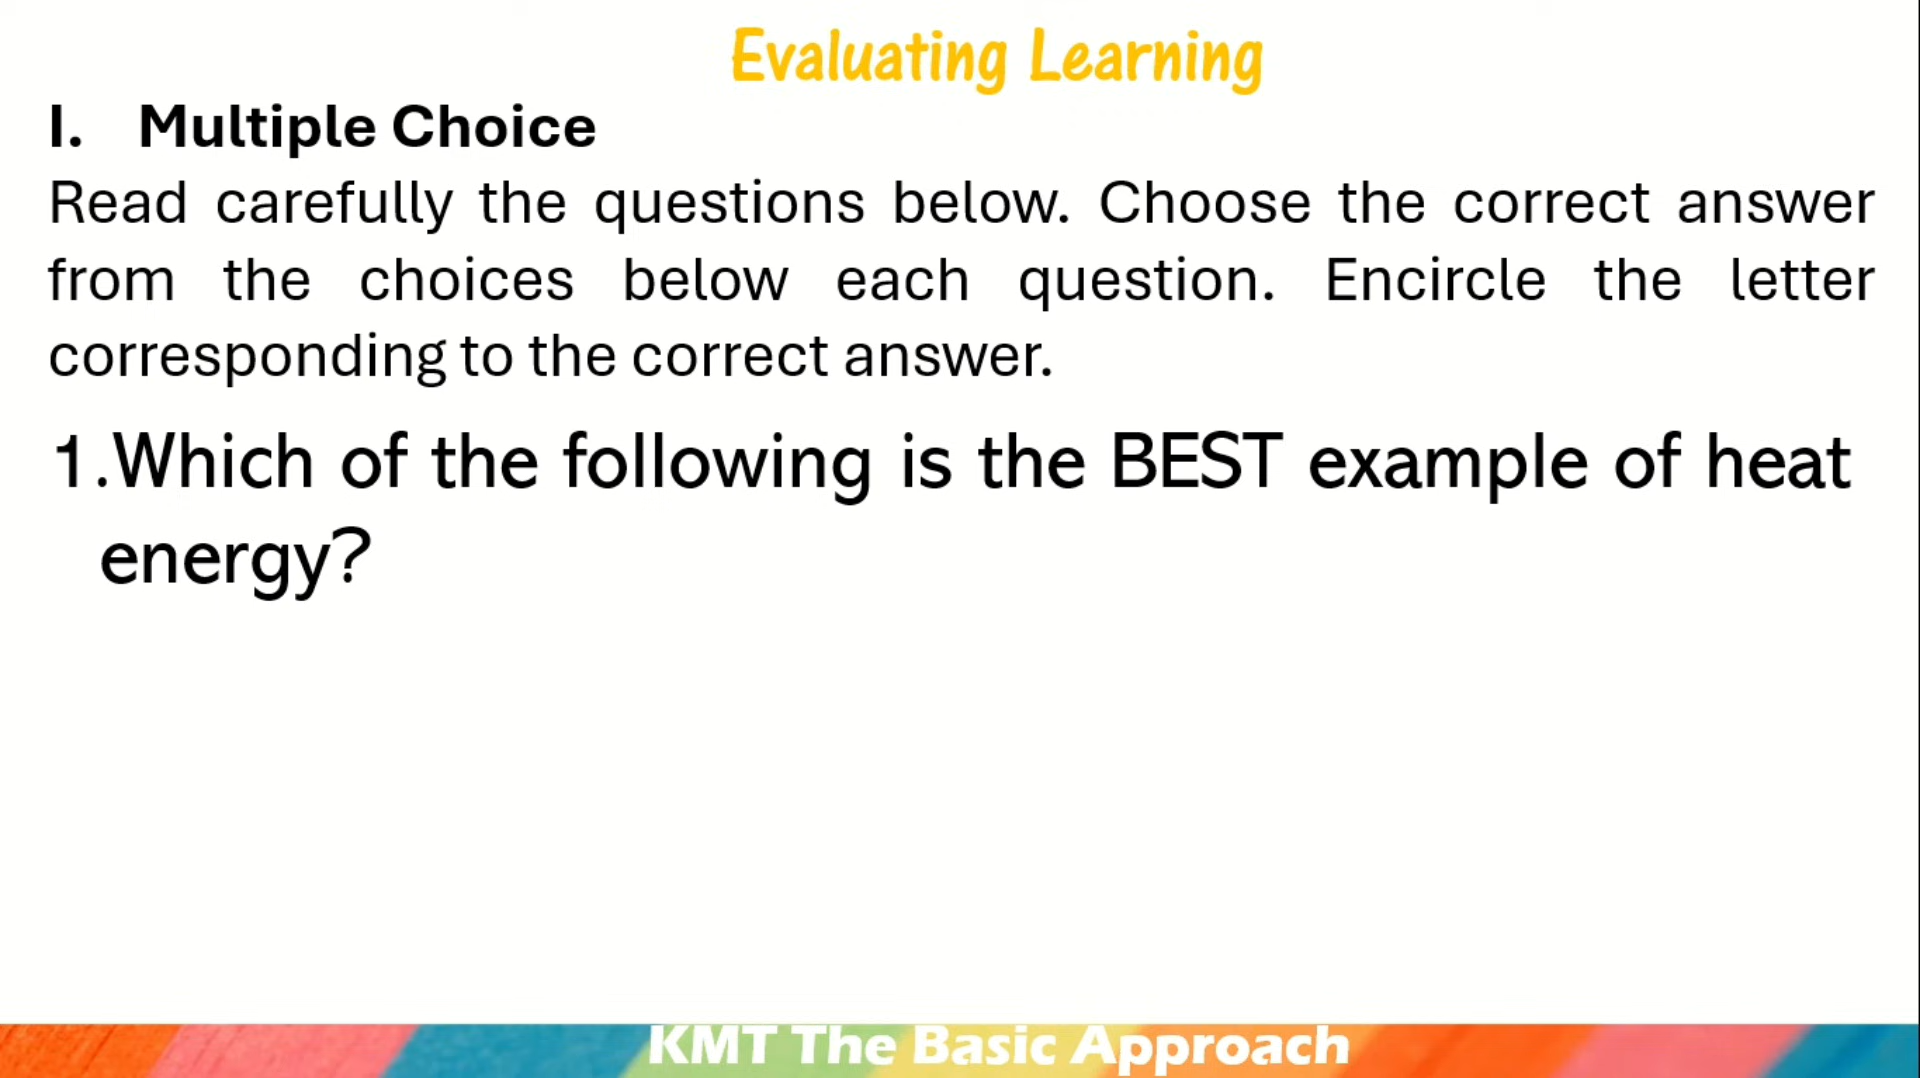 Evaluating Learning
I. Multiple Choice
Read carefully the questions below. Choose the correct answer
from the choices below each question. Encircle the letter
corresponding to the correct answer.
1.Which of the following is the BEST example of heat
energy?
KMT The Basic Approach